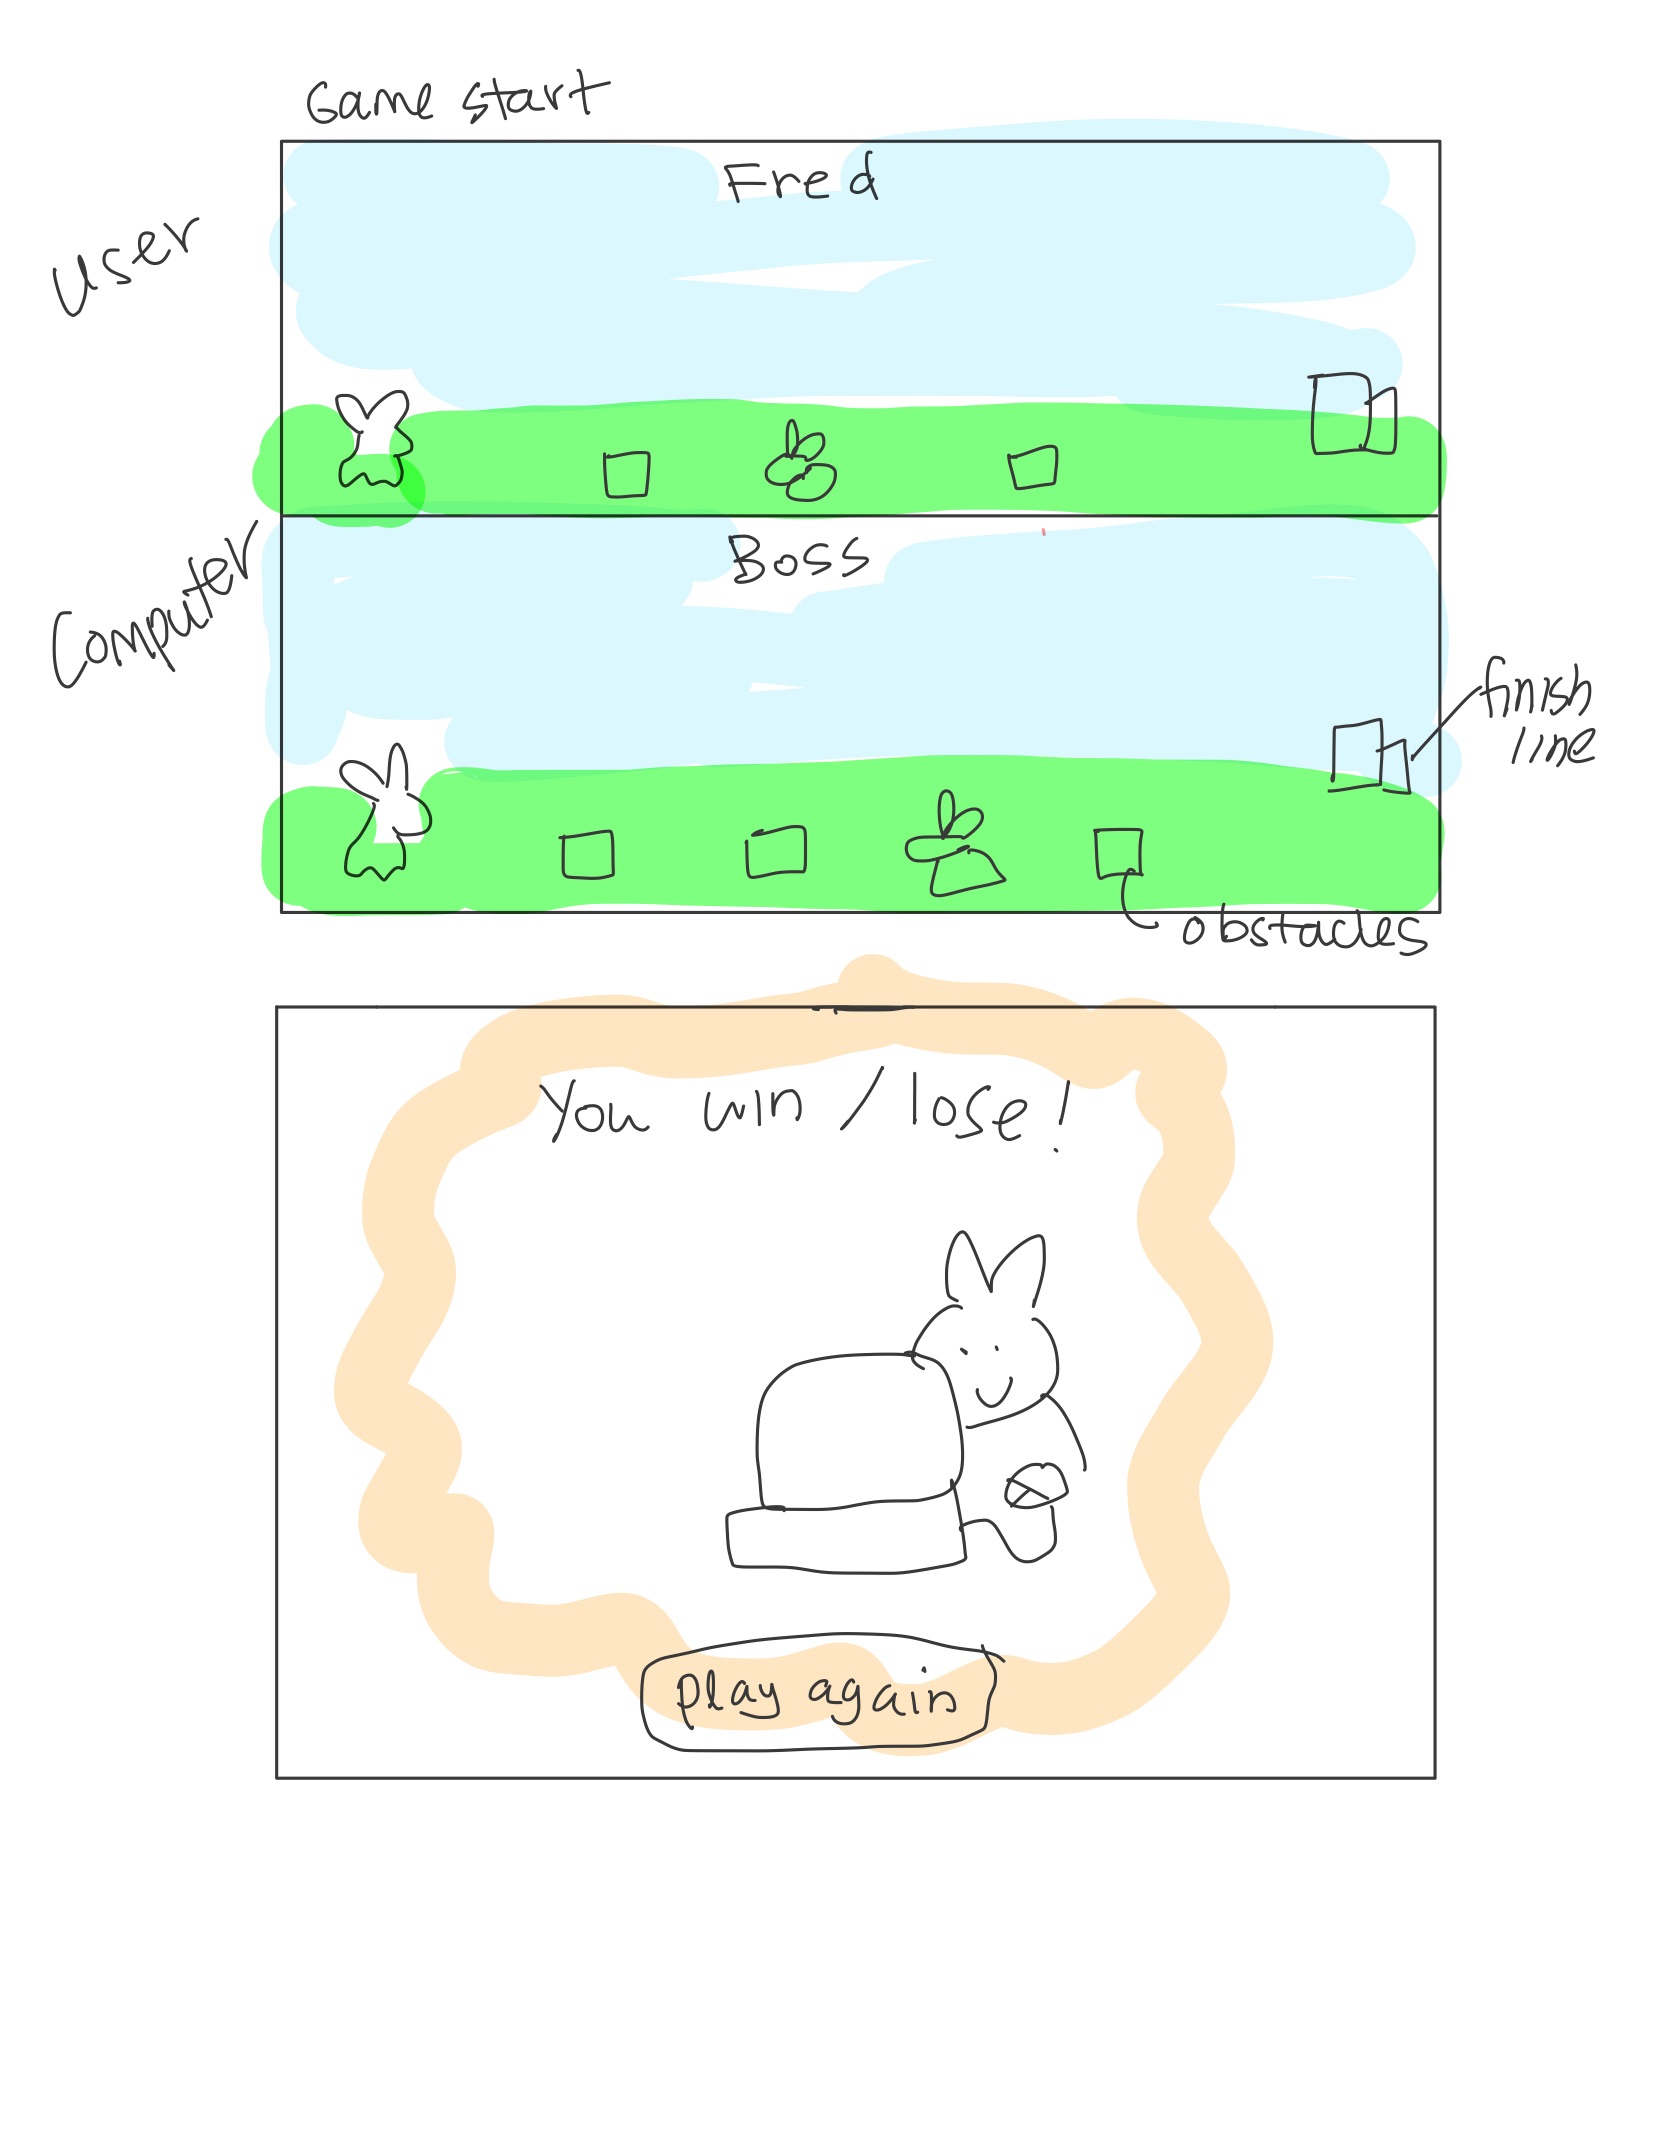 Game start
User
Fred
Computer
Boss
finish
line
obstacles
You win / lose!
play again